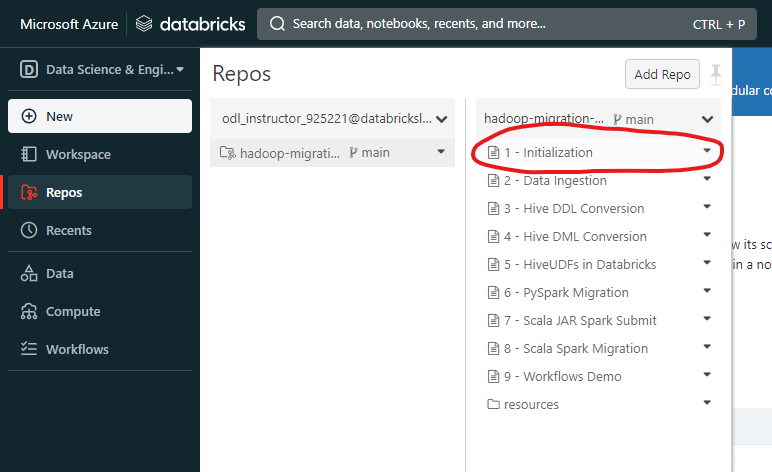 Microsoft Azure databricks Search data, notebooks, recents, and more... CTRL + P
D Data Science & Engi...
New
Workspace
Repos
Recents
Data
Compute
Workflows
Repos Add Repo
odl_instructor_925221@databricksl...
hadoop-migrati... main
hadoop-migration-... main
1 - Initialization
2 - Data Ingestion
3 - Hive DDL Conversion
4 - Hive DML Conversion
5 - HiveUDFs in Databricks
6 - PySpark Migration
7 - Scala JAR Spark Submit
8 - Scala Spark Migration
9 - Workflows Demo
resources
dular co
w its sc
in a no